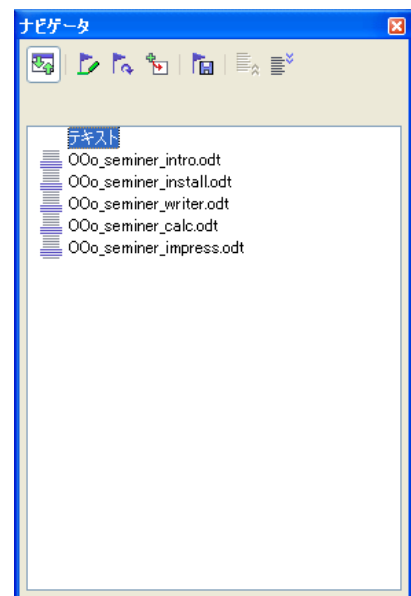 ナビゲータ
テキスト
OOo_seminer_intro.odt
OOo_seminer_install.odt
OOo_seminer_writer.odt
OOo_seminer_calc.odt
OOo_seminer_impress.odt